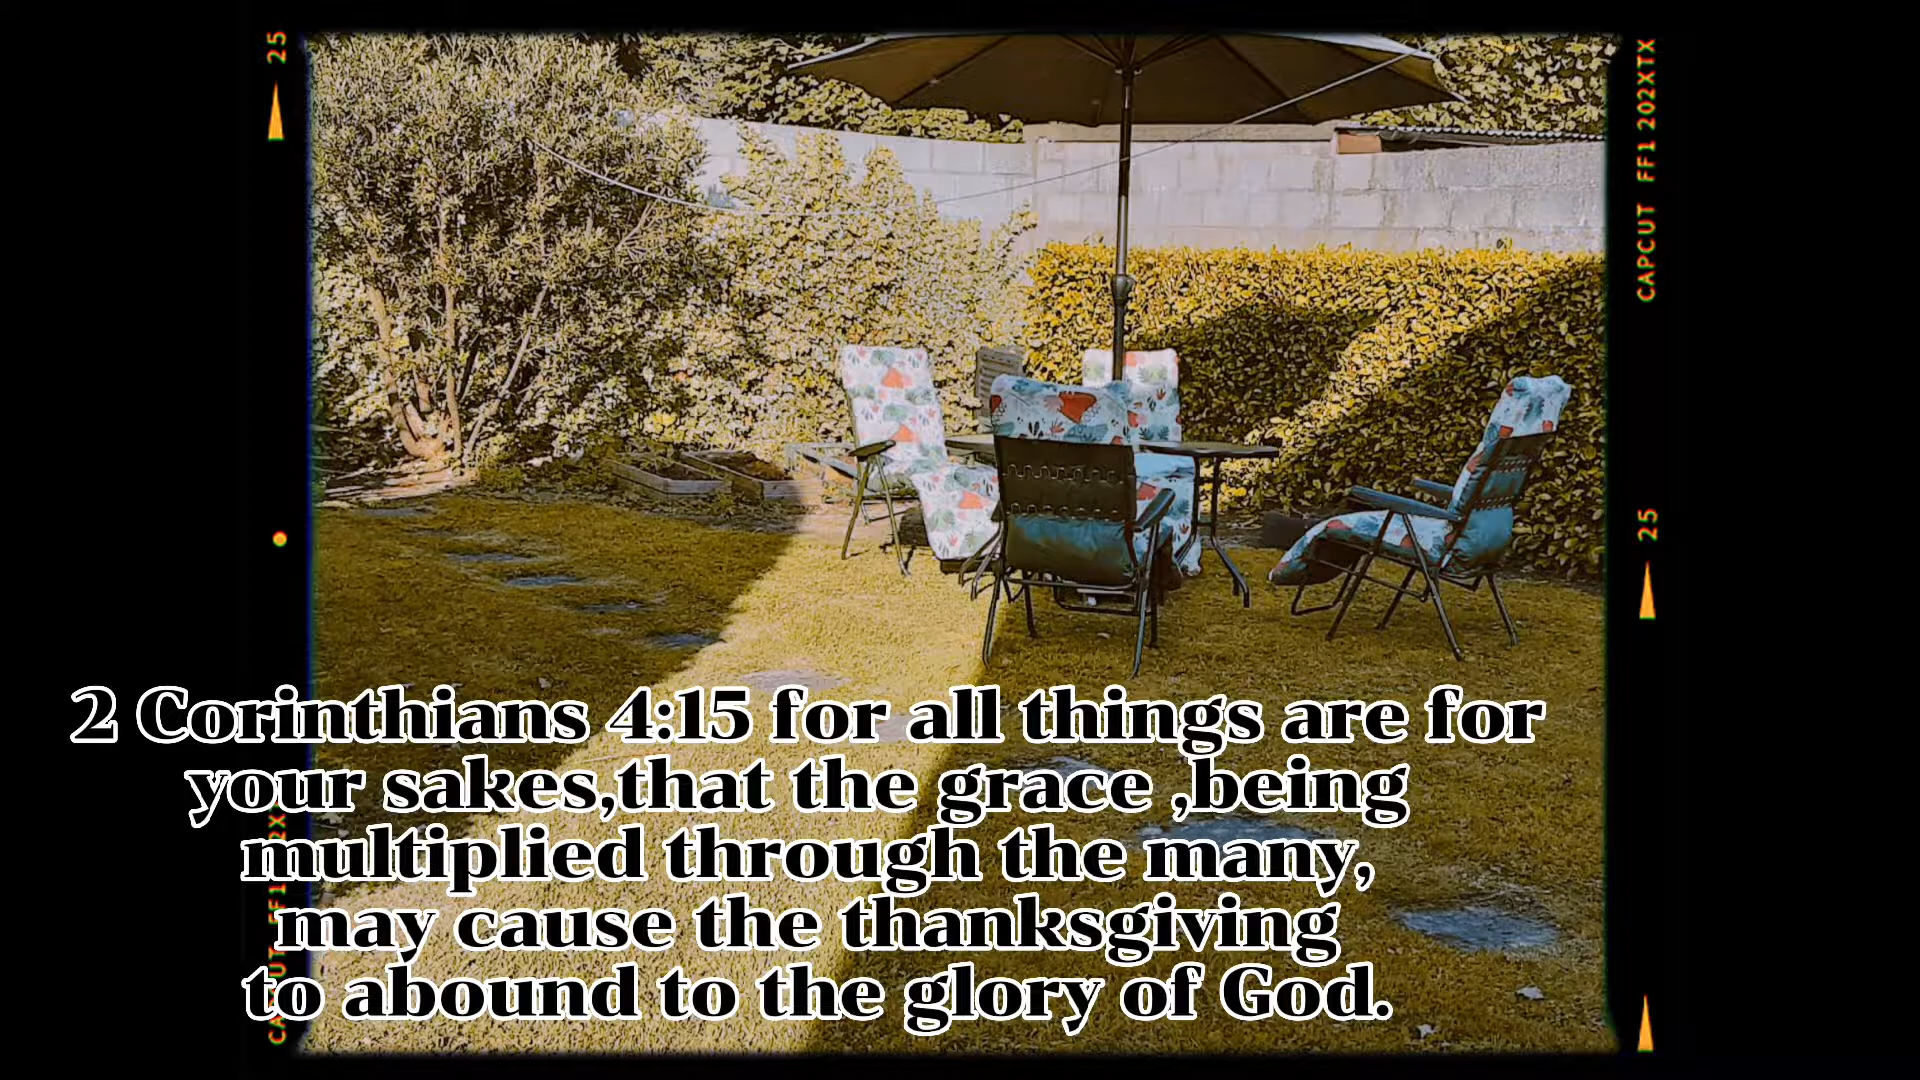 25
CAPCUT FF1 202XTX
25
2 Corinthians 4:15 for all things are for
your sakes,that the grace ,being
multiplied through the many,
may cause the thanksgiving
to abound to the glory of God.